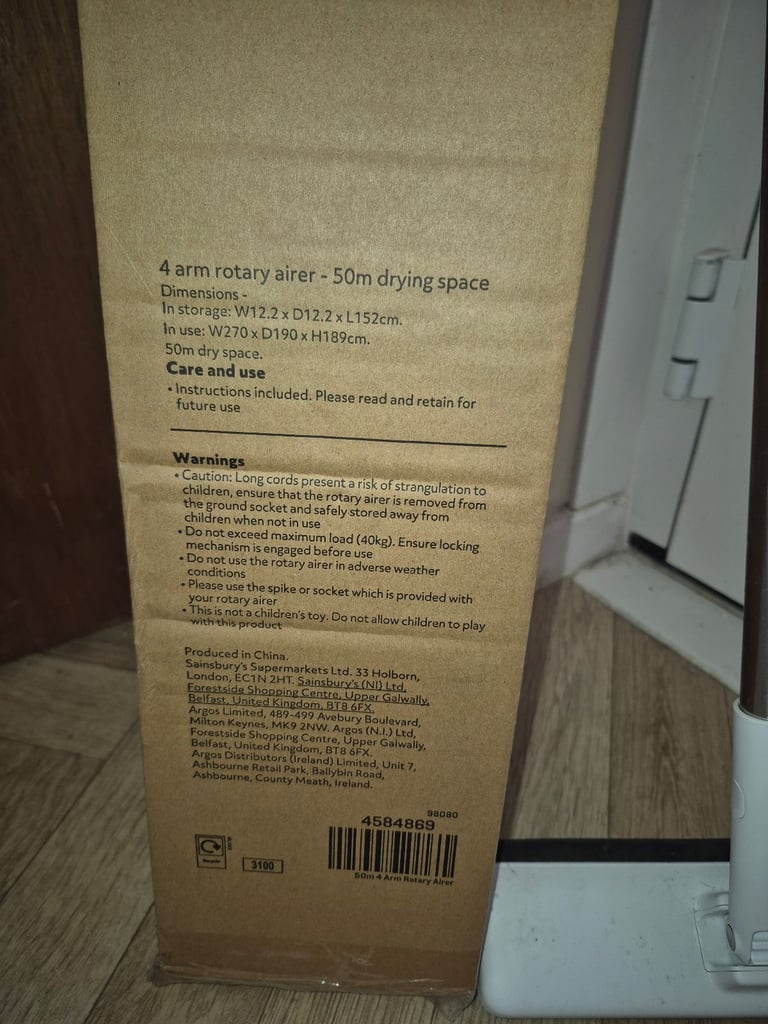 4 arm rotary airer - 50m drying space
Dimensions -
In storage: W12.2 x D12.2 x L152cm.
In use: W270 x D190 x H189cm.
50m dry space.
Care and use
• Instructions included. Please read and retain for
future use
Warnings
• Caution: Long cords present a risk of strangulation to
children, ensure that the rotary airer is removed from
the ground socket and safely stored away from
children when not in use
• Do not exceed maximum load (40kg). Ensure locking
mechanism is engaged before use
• Do not use the rotary airer in adverse weather
conditions
• Please use the spike or socket which is provided with
your rotary airer
• This is not a children's toy. Do not allow children to play
with this product
Produced in China.
Sainsbury's Supermarkets Ltd. 33 Holborn,
London, EC1N 2HT. Sainsbury's (NI) Ltd,
Forestside Shopping Centre, Upper Galwally,
Belfast, United Kingdom, BT8 6FX.
Argos Limited, 489-499 Avebury Boulevard,
Milton Keynes, MK9 2NW. Argos (N.I.) Ltd,
Forestside Shopping Centre, Upper Galwally,
Belfast, United Kingdom, BT8 6FX.
Argos Distributors (Ireland) Limited, Unit 7,
Ashbourne Retail Park, Ballybin Road,
Ashbourne, County Meath, Ireland.
98080
4584869
50m 4 Arm Rotary Airer
3100
Recycle